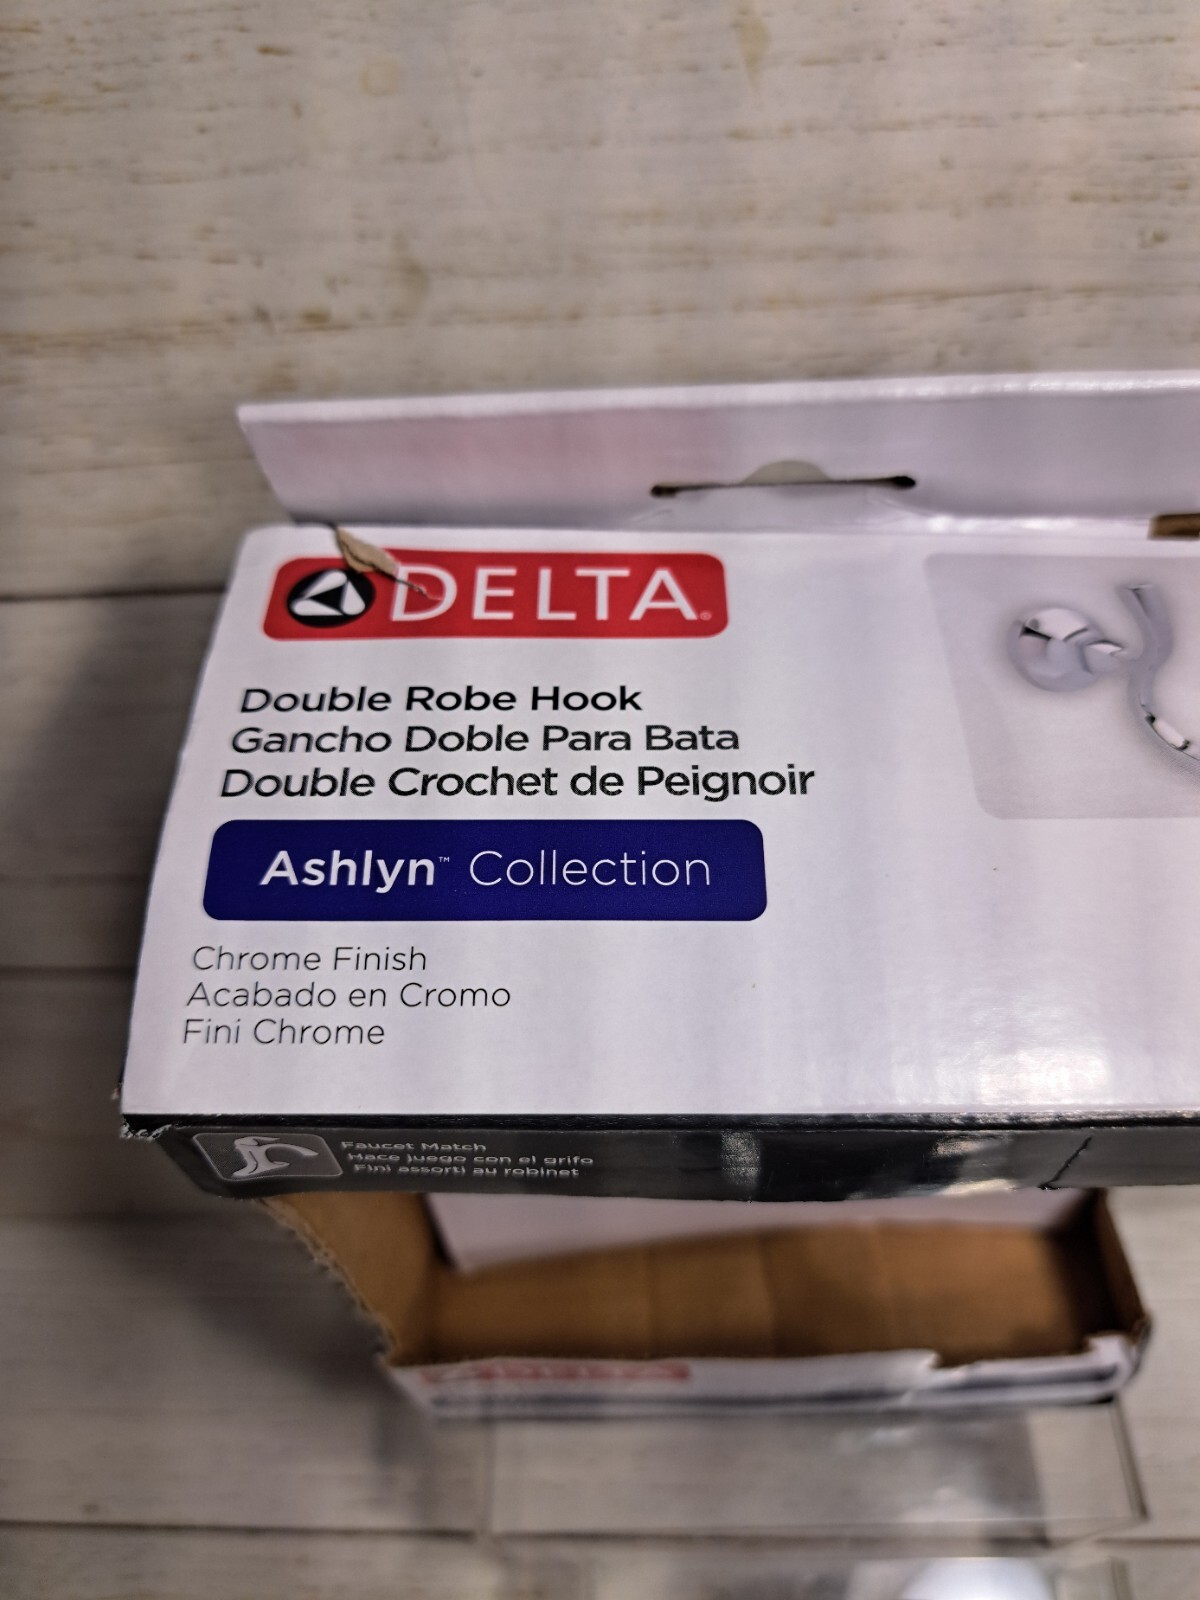 DELTA®
Double Robe Hook
Gancho Doble Para Bata
Double Crochet de Peignoir
Ashlyn™ Collection
Chrome Finish
Acabado en Cromo
Fini Chrome
Faucet Match
Hace juego con el grifo
Fini assorti au robinet